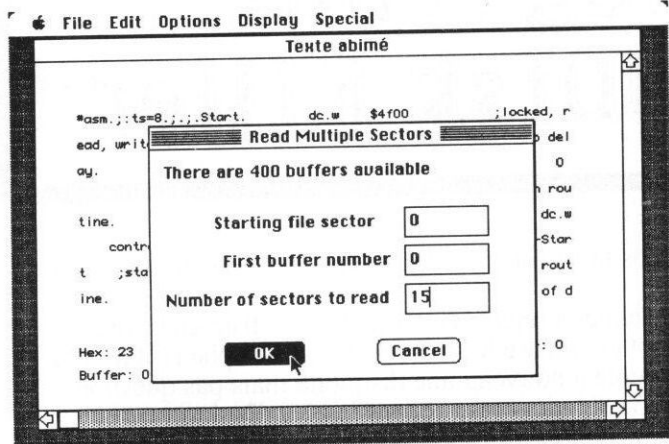 File Edit Options Display Special
Texte abimé
*asm.;:ts=8.;.;.Start. dc.w $4f00 ;locked, r
ead, writ del
ay. 0
n rou
tine. dc.w
contr -Star
t ;sta rout
ine. of d
Read Multiple Sectors
There are 400 buffers available
Starting file sector 0
First buffer number 0
Number of sectors to read 15
OK Cancel
Hex: 23 : 0
Buffer: 0